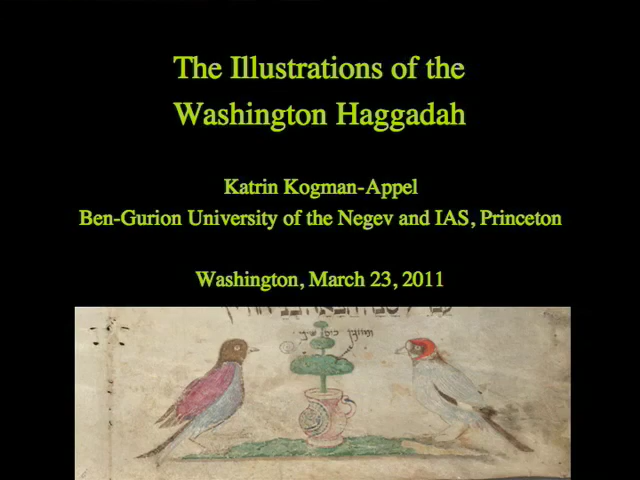 The Illustrations of the
Washington Haggadah
Katrin Kogman-Appel
Ben-Gurion University of the Negev and IAS, Princeton
Washington, March 23, 2011